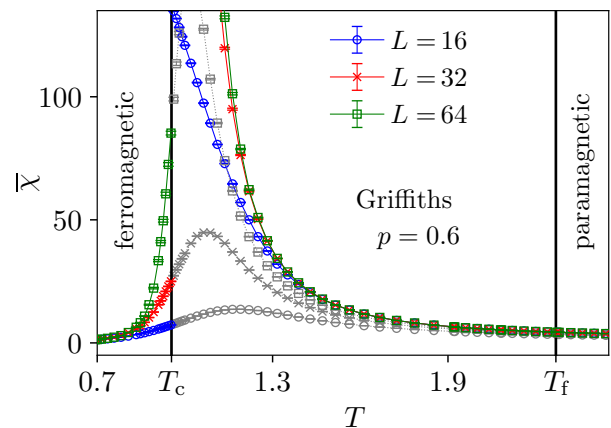 L = 16
L = 32
L = 64
100
50
0
χ̅
ferromagnetic
Griffiths
p = 0.6
paramagnetic
0.7
T_c
1.3
1.9
T_f
T